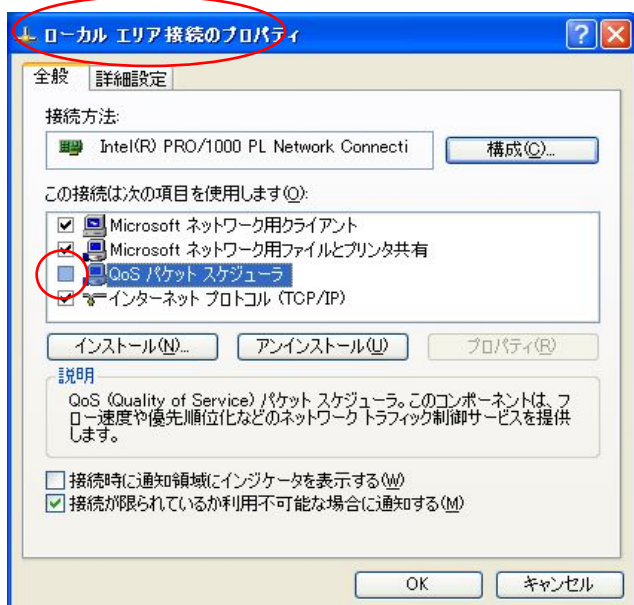 ローカル エリア接続のプロパティ
全般 詳細設定
接続方法:
Intel(R) PRO/1000 PL Network Connecti 構成(C)...
この接続は次の項目を使用します(O):
Microsoft ネットワーク用クライアント
Microsoft ネットワーク用ファイルとプリンタ共有
QoS パケット スケジューラ
インターネット プロトコル (TCP/IP)
インストール(N)... アンインストール(U) プロパティ(R)
説明
QoS (Quality of Service) パケット スケジューラ。このコンポーネントは、フ
ロー速度や優先順位化などのネットワーク トラフィック制御サービスを提供
します。
接続時に通知領域にインジケータを表示する(W)
接続が限られているか利用不可能な場合に通知する(M)
OK キャンセル